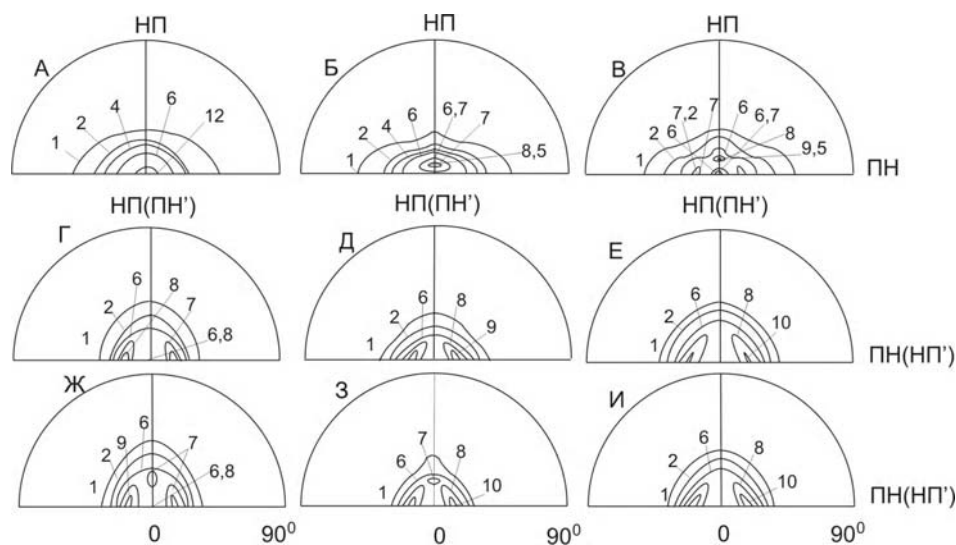 НП НП НП
А Б В
1 2 4 6 12
1 2 4 6 6,7 7 8,5
1 2 6 7,2 7 6 6,7 8 9,5
ПН
НП(ПН') НП(ПН') НП(ПН')
Г Д Е
1 2 6 8 7 6,8
1 2 6 8 9
1 2 6 8 10
ПН(НП')
Ж З И
1 2 9 6 7 6,8
1 6 7 8 10
1 2 6 8 10
ПН(НП')
0 90⁰ 0 90⁰ 0 90⁰